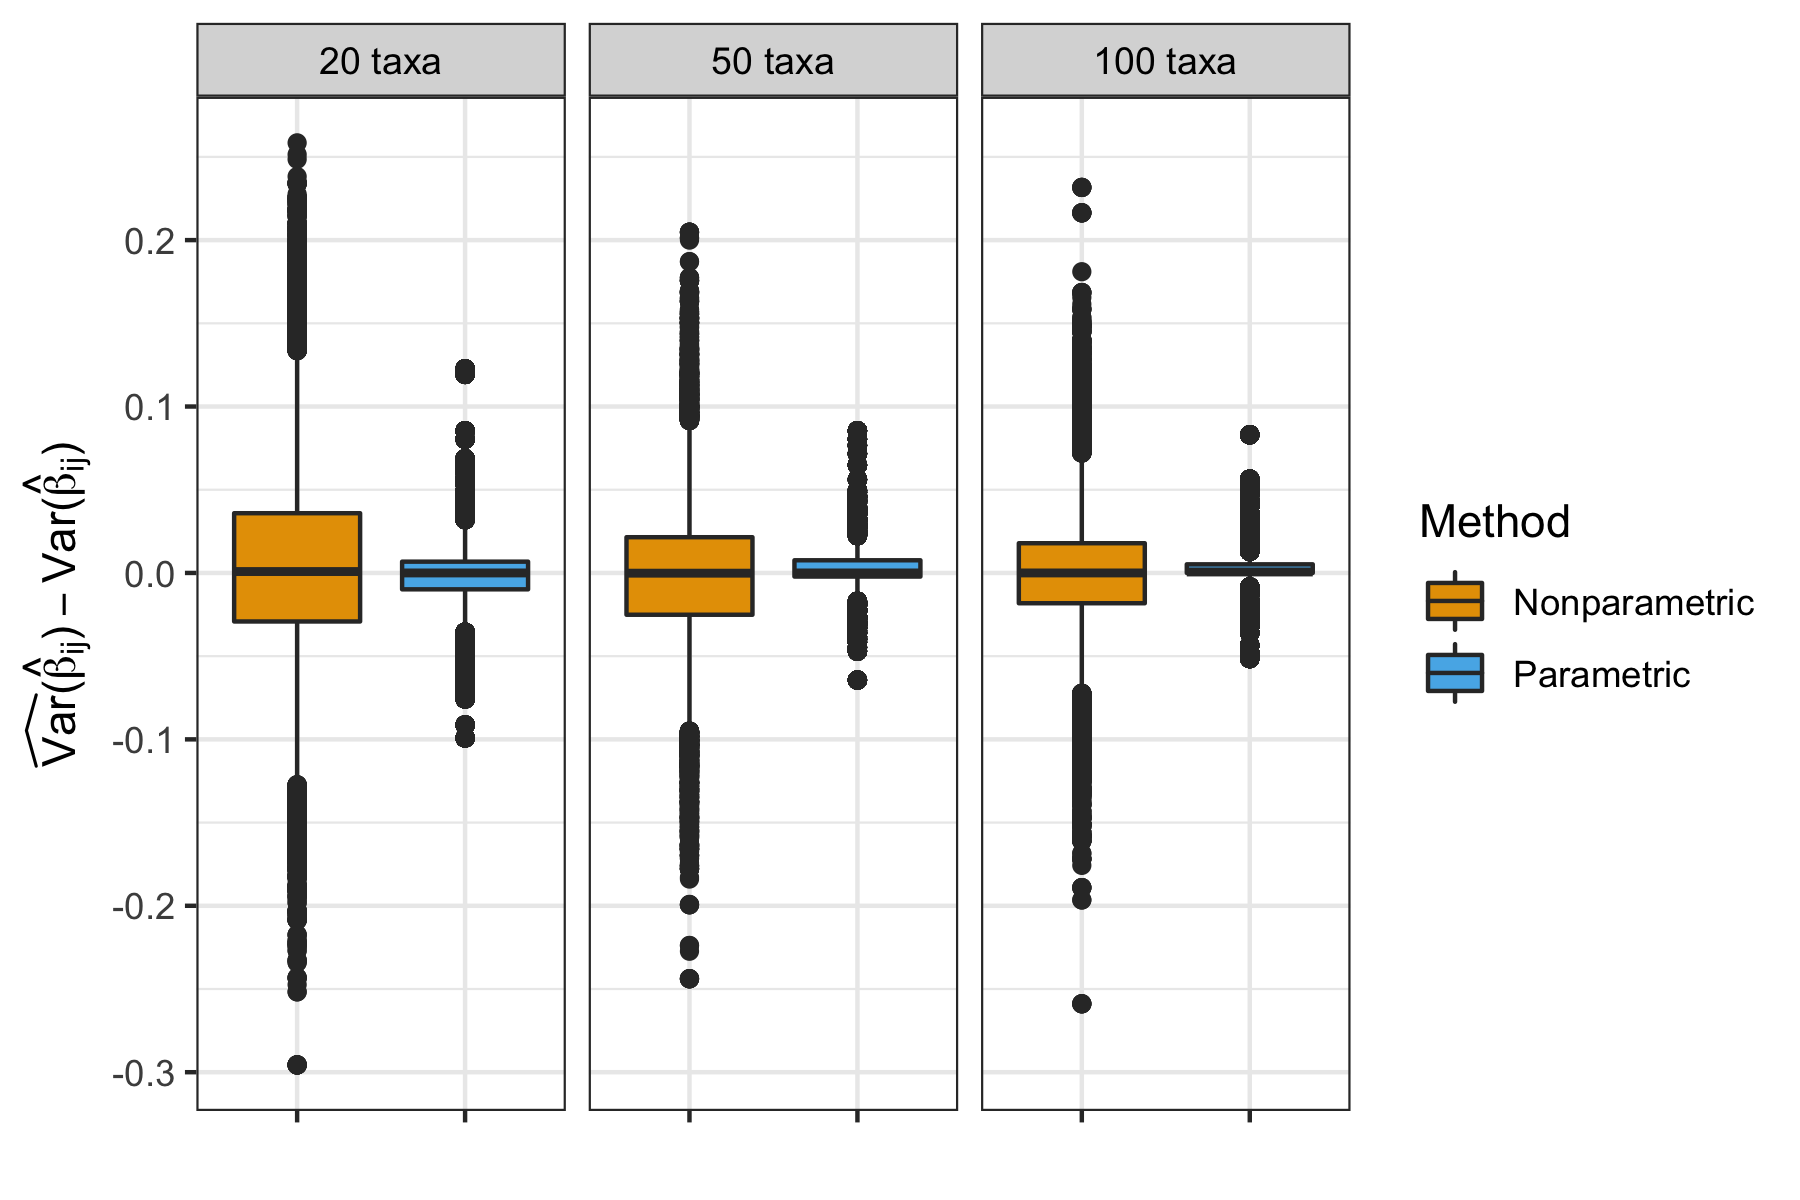 20 taxa
50 taxa
100 taxa
0.2
0.1
0.0
-0.1
-0.2
-0.3
V͡ar(β̂ij) − Var(β̂ij)
Method
Nonparametric
Parametric